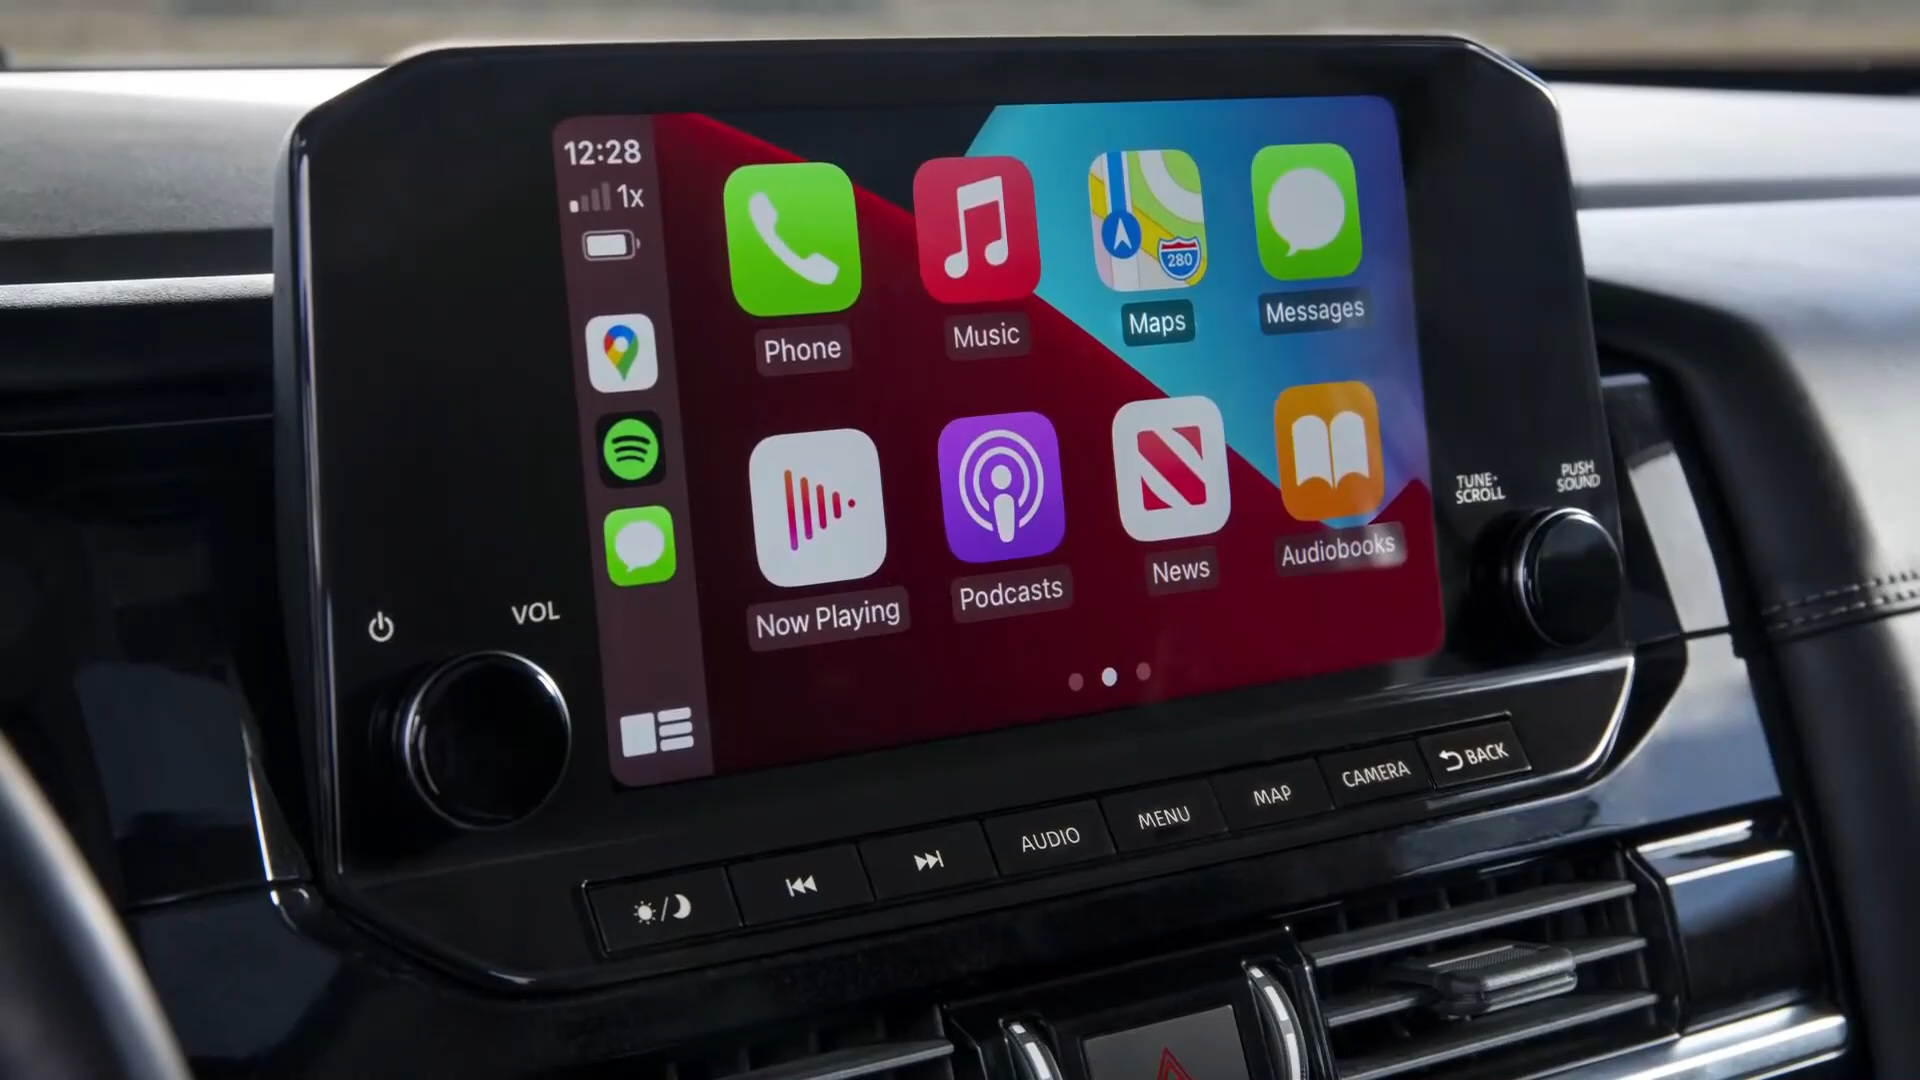 12:28
1x
280
Phone
Music
Maps
Messages
Now Playing
Podcasts
News
Audiobooks
VOL
TUNE·
SCROLL
PUSH
SOUND
AUDIO
MENU
MAP
CAMERA
BACK